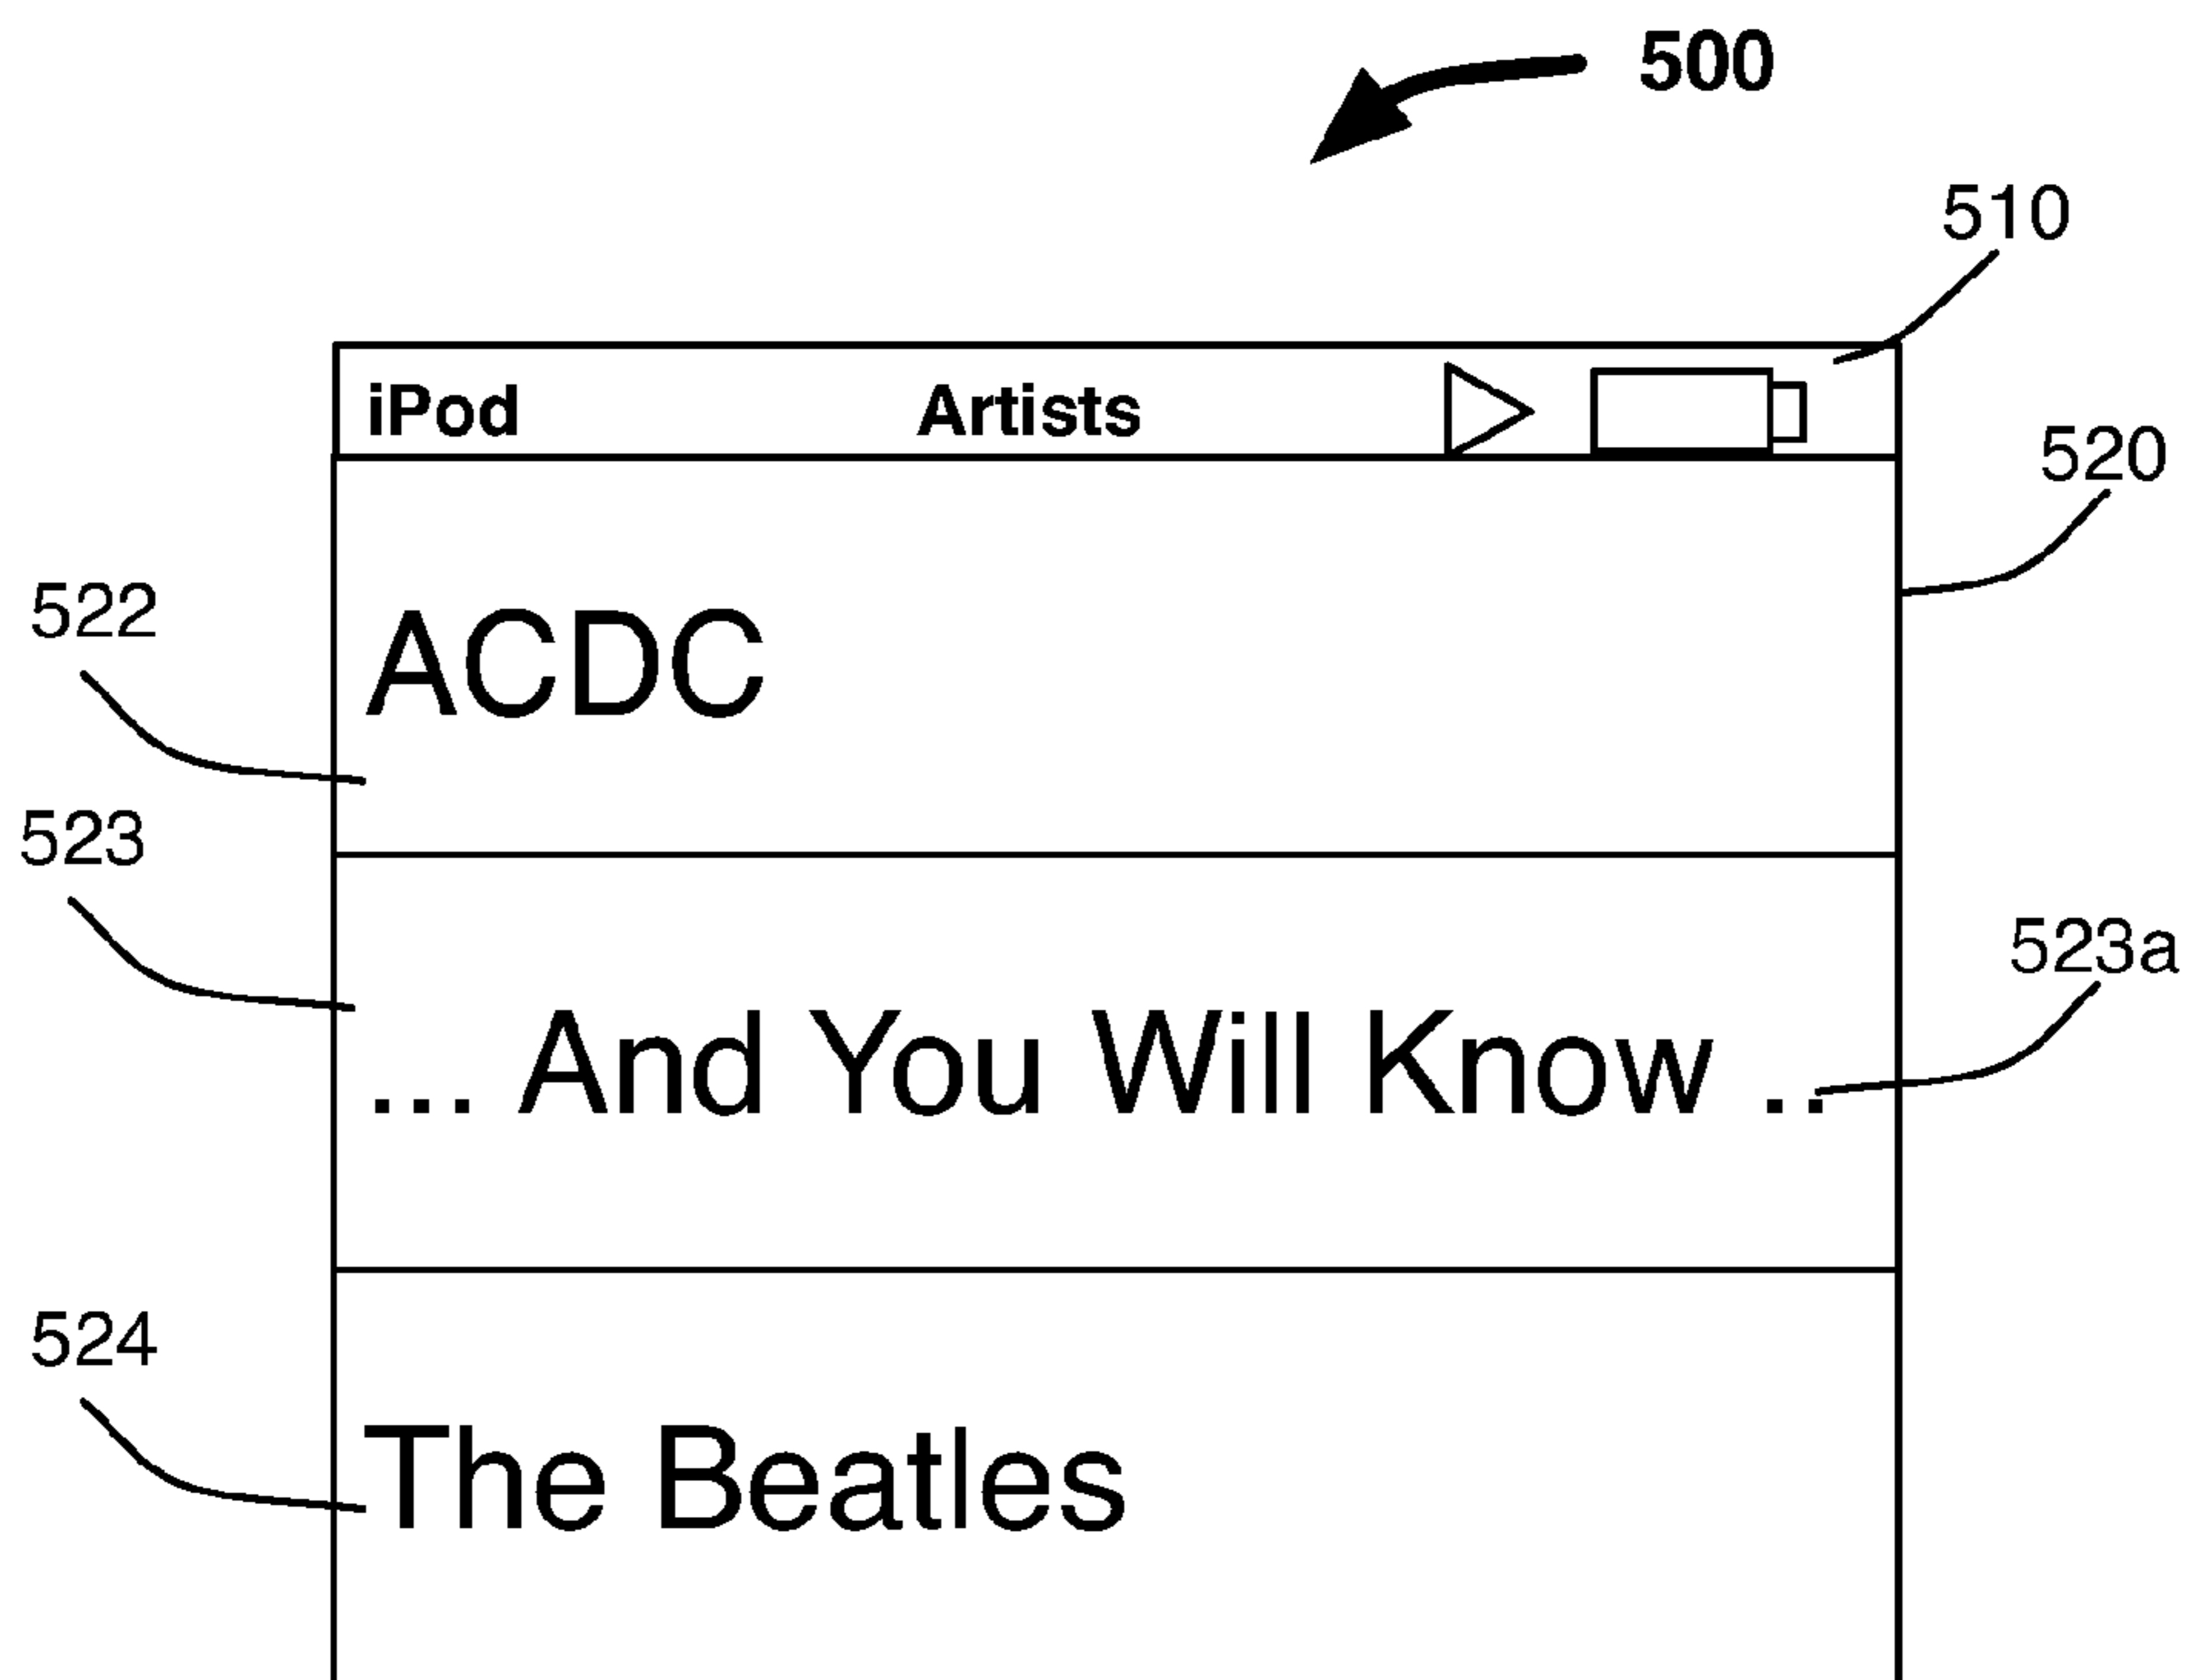 500
510
iPod Artists
520
522
ACDC
523
523a
... And You Will Know ..
524
The Beatles